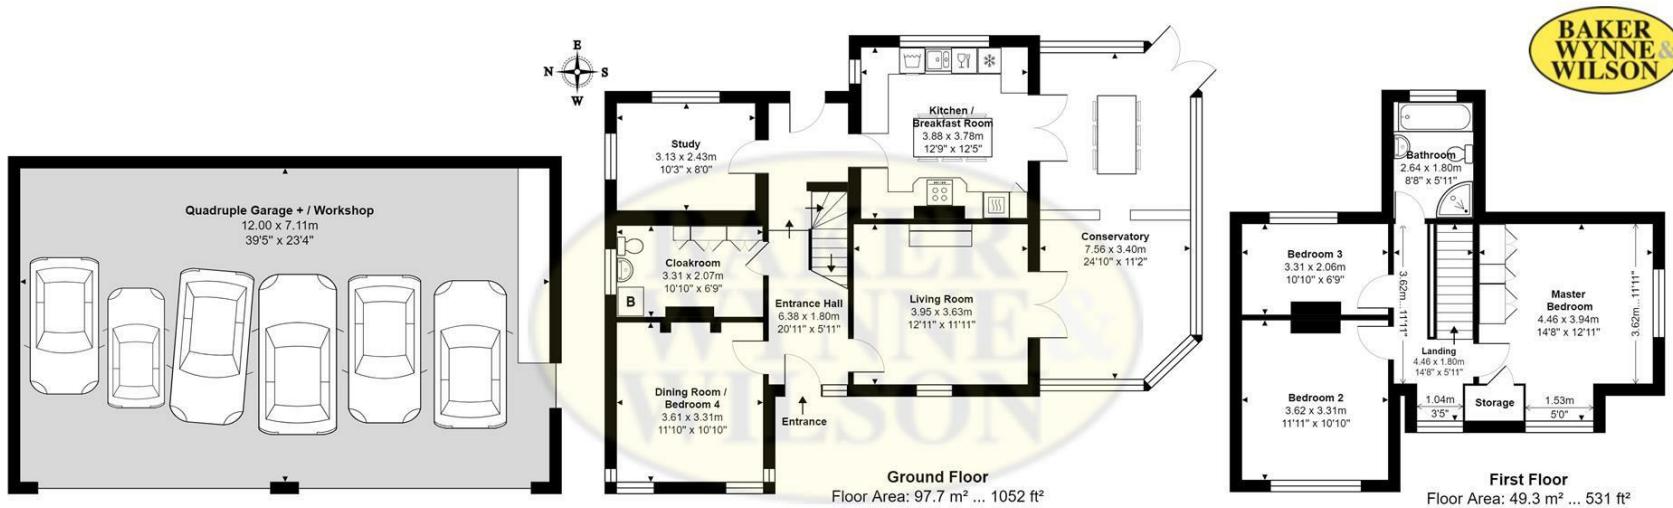 BAKER
WYNNE &
WILSON
E
N
S
W
Quadruple Garage + / Workshop
12.00 x 7.11m
39'5" x 23'4"
Study
3.13 x 2.43m
10'3" x 8'0"
Kitchen /
Breakfast Room
3.88 x 3.78m
12'9" x 12'5"
Cloakroom
3.31 x 2.07m
10'10" x 6'9"
B
Entrance Hall
6.38 x 1.80m
20'11" x 5'11"
Living Room
3.95 x 3.63m
12'11" x 11'11"
Conservatory
7.56 x 3.40m
24'10" x 11'2"
Dining Room /
Bedroom 4
3.61 x 3.31m
11'10" x 10'10"
Entrance
BAKER
WYNNE &
WILSON
Ground Floor
Floor Area: 97.7 m² ... 1052 ft²
Bathroom
2.64 x 1.80m
8'8" x 5'11"
Bedroom 3
3.31 x 2.06m
10'10" x 6'9"
3.62m... 11'11"
Master
Bedroom
4.46 x 3.94m
14'8" x 12'11"
3.62m... 11'11"
Landing
4.46 x 1.80m
14'8" x 5'11"
Bedroom 2
3.62 x 3.31m
11'11" x 10'10"
1.04m
3'5"
Storage
1.53m
5'0"
First Floor
Floor Area: 49.3 m² ... 531 ft²